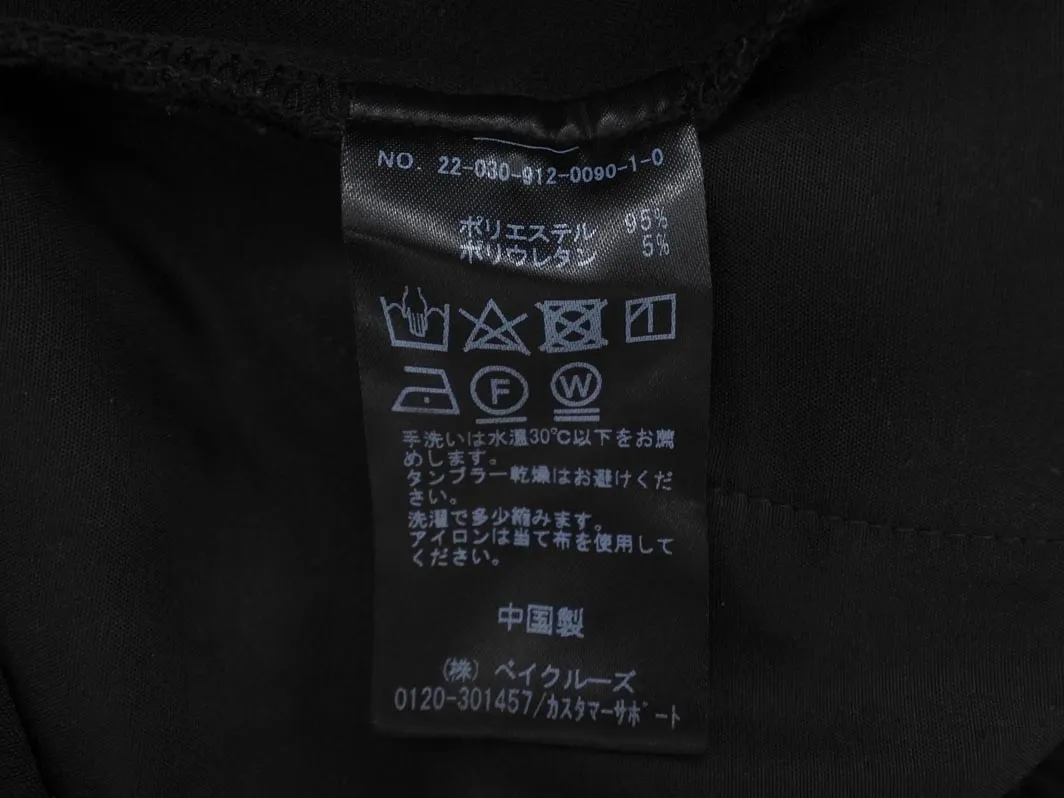 NO. 22-030-912-0090-1-0
ポリエステル 95%
ポリウレタン 5%
F W
手洗いは水温30℃以下をお薦
めします。
タンブラー乾燥はお避けくだ
さい。
洗濯で多少縮みます。
アイロンは当て布を使用して
ください。
中国製
(株) ベイクルーズ
0120-301457/カスタマーサポート